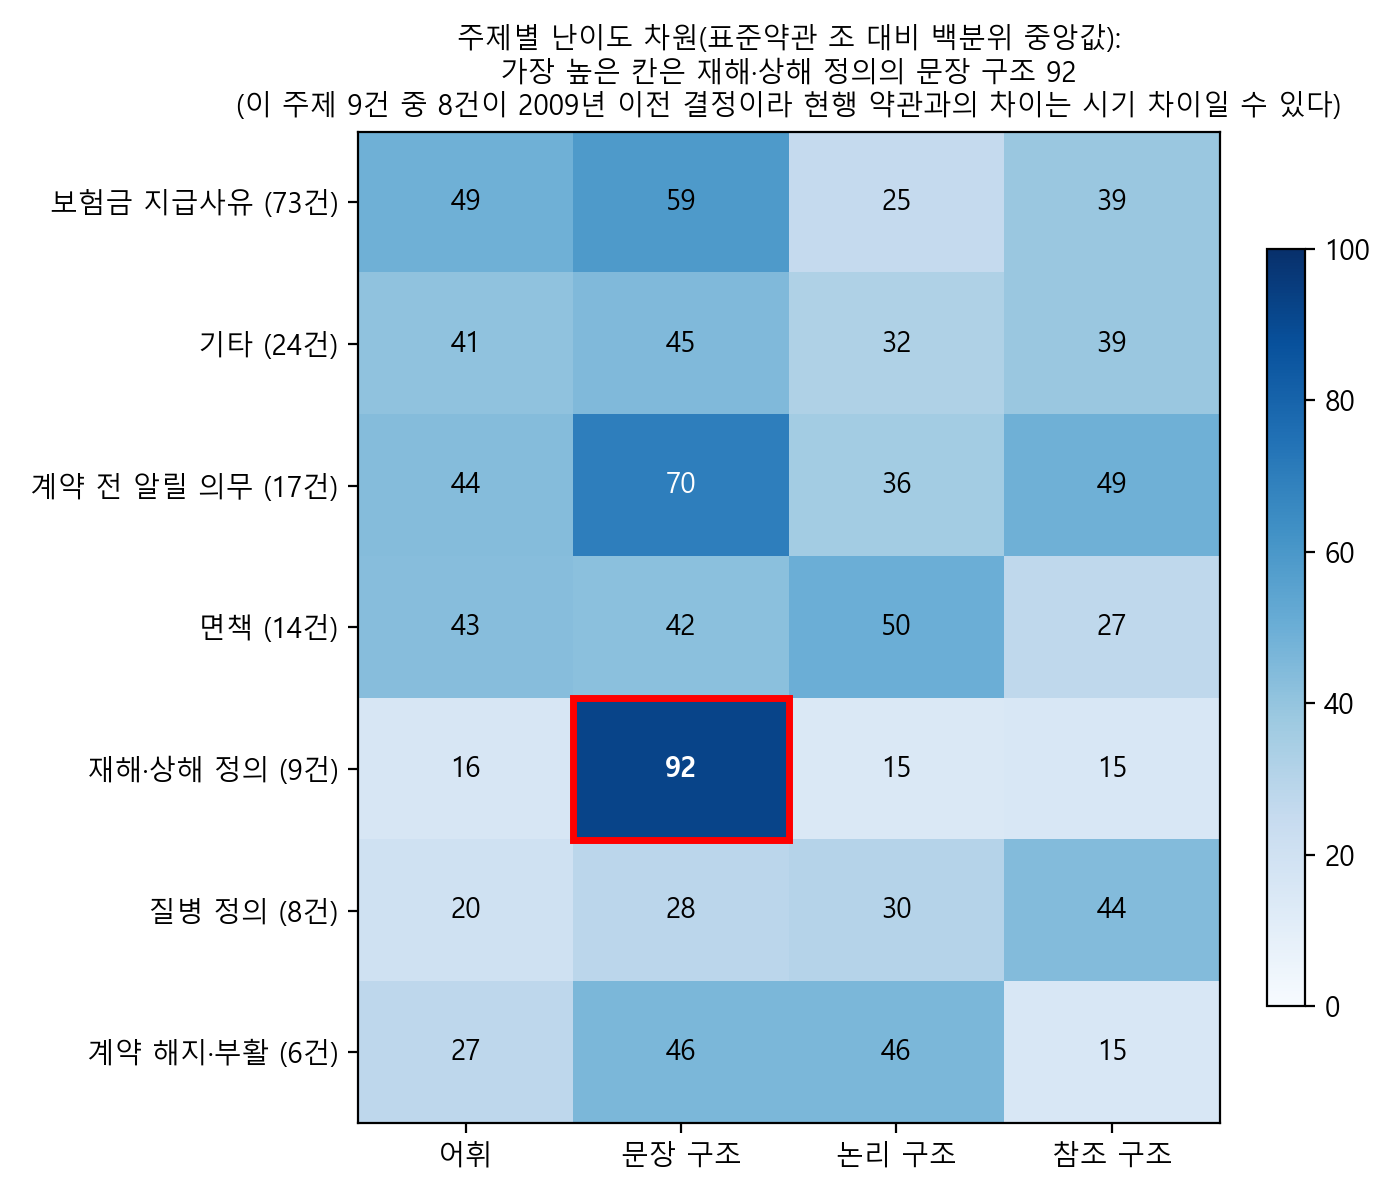 주제별 난이도 차원(표준약관 조 대비 백분위 중앙값):
가장 높은 칸은 재해·상해 정의의 문장 구조 92
(이 주제 9건 중 8건이 2009년 이전 결정이라 현행 약관과의 차이는 시기 차이일 수 있다)
보험금 지급사유 (73건) 49 59 25 39
기타 (24건) 41 45 32 39
계약 전 알릴 의무 (17건) 44 70 36 49
면책 (14건) 43 42 50 27
재해·상해 정의 (9건) 16 92 15 15
질병 정의 (8건) 20 28 30 44
계약 해지·부활 (6건) 27 46 46 15
어휘 문장 구조 논리 구조 참조 구조
100
80
60
40
20
0